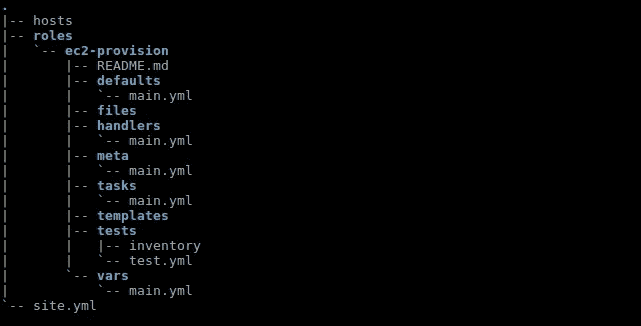 .
|-- hosts
|-- roles
|   `-- ec2-provision
|       |-- README.md
|       |-- defaults
|       |   `-- main.yml
|       |-- files
|       |-- handlers
|       |   `-- main.yml
|       |-- meta
|       |   `-- main.yml
|       |-- tasks
|       |   `-- main.yml
|       |-- templates
|       |-- tests
|       |   |-- inventory
|       |   `-- test.yml
|       `-- vars
|           `-- main.yml
`-- site.yml